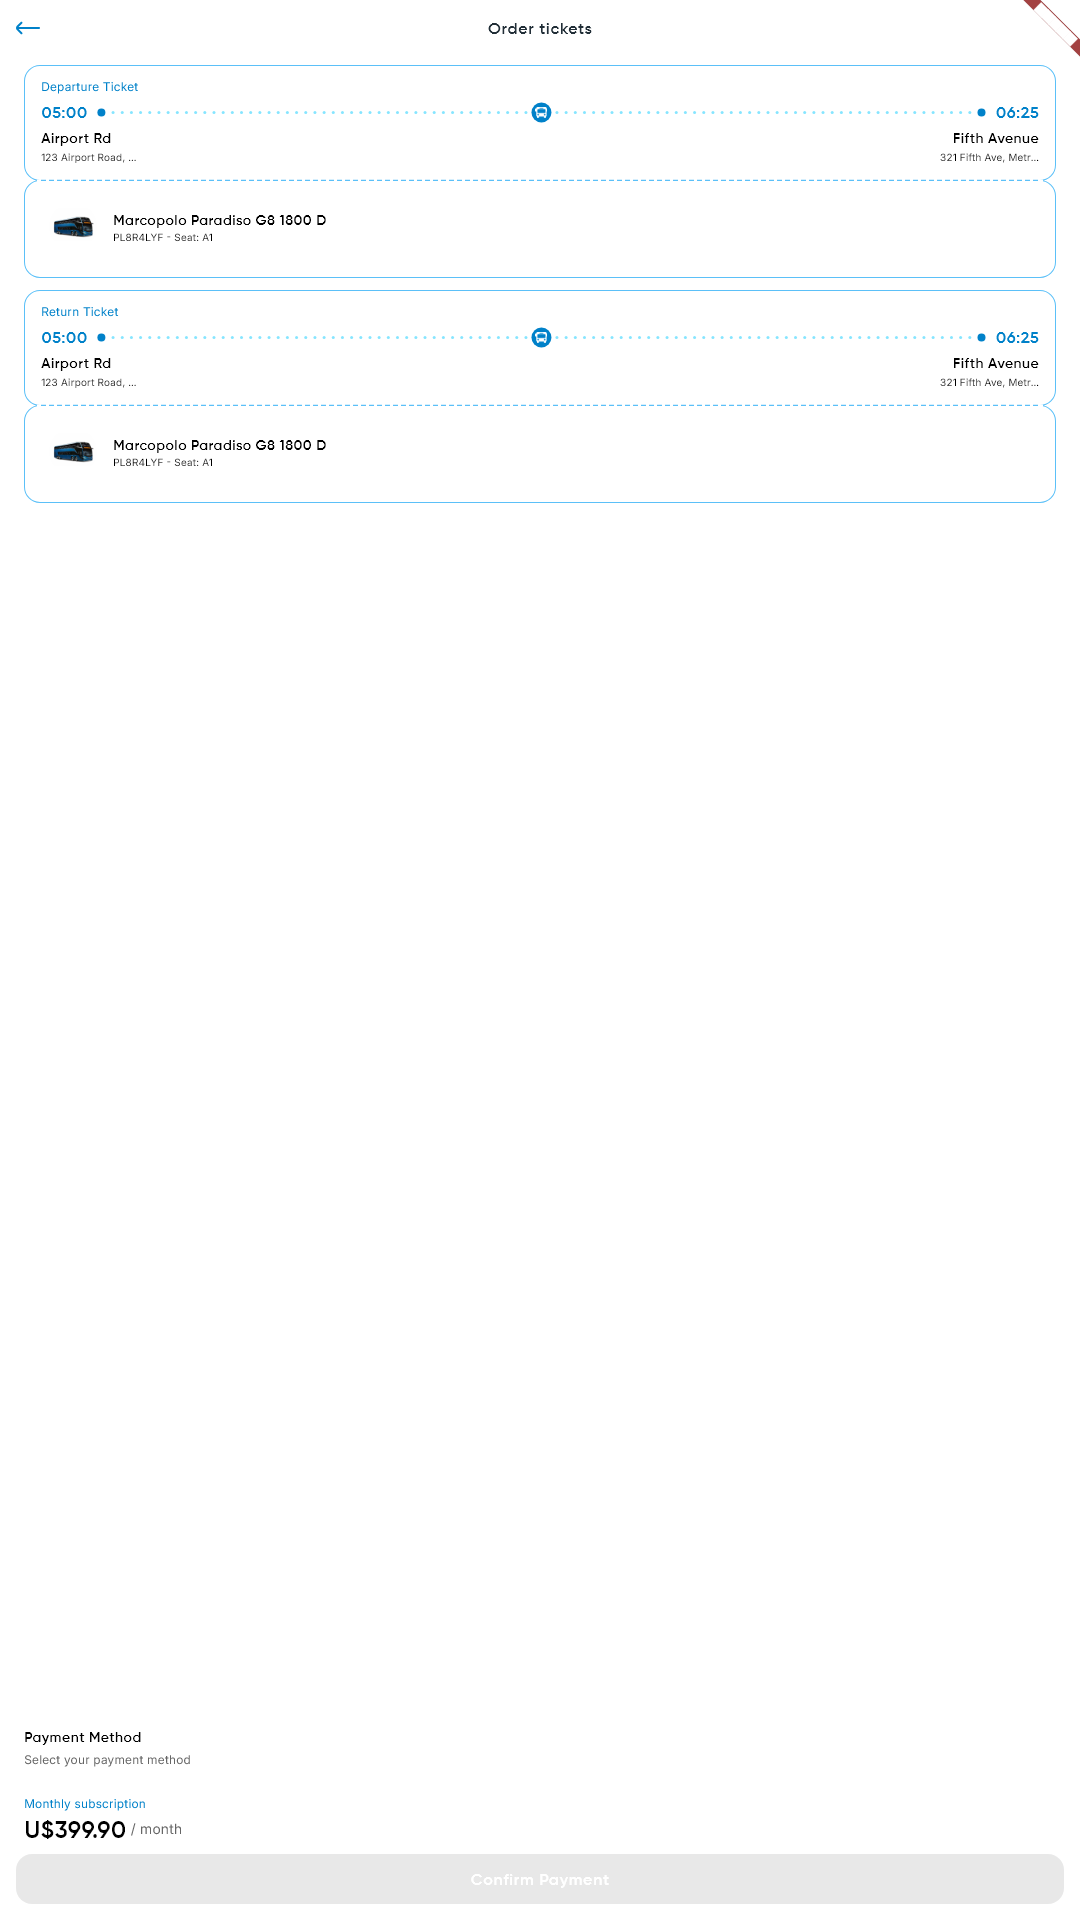 Order tickets
Departure Ticket
05:00 06:25
Airport Rd Fifth Avenue
123 Airport Road, ... 321 Fifth Ave, Metr...
Marcopolo Paradiso G8 1800 D
PL8R4LYF - Seat: A1
Return Ticket
05:00 06:25
Airport Rd Fifth Avenue
123 Airport Road, ... 321 Fifth Ave, Metr...
Marcopolo Paradiso G8 1800 D
PL8R4LYF - Seat: A1
Payment Method
Select your payment method
Monthly subscription
U$399.90 / month
Confirm Payment